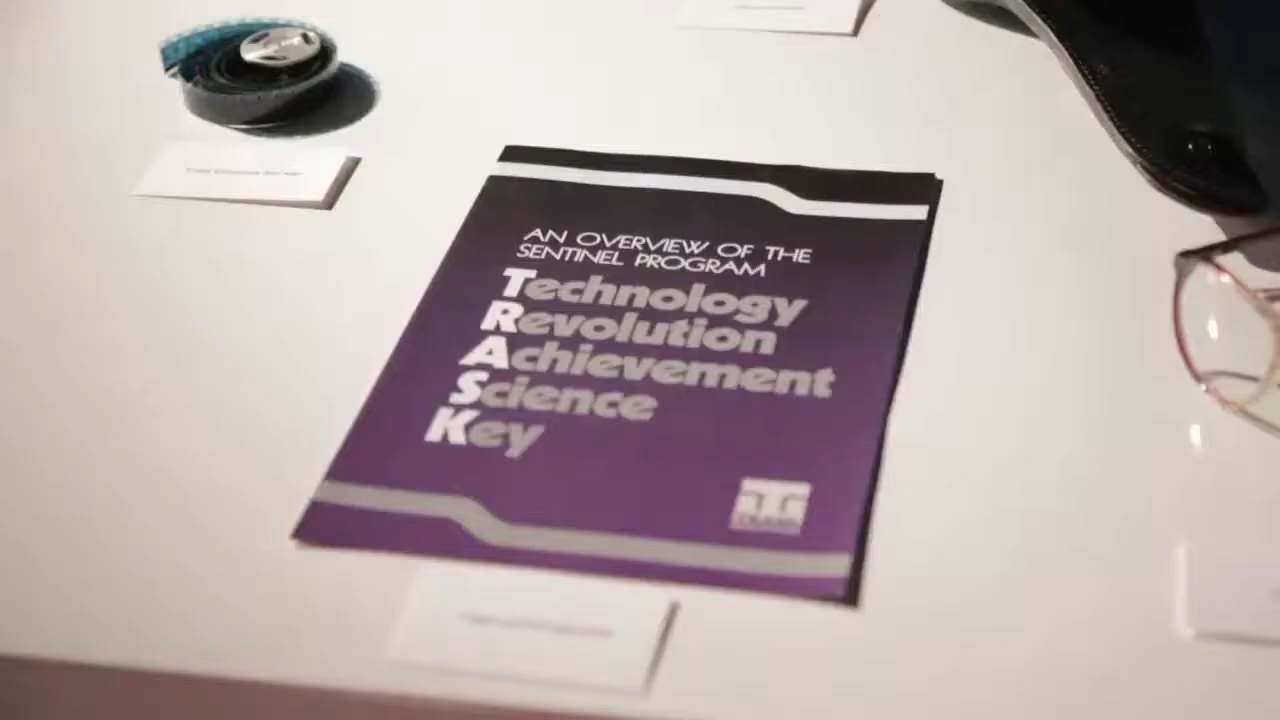 AN OVERVIEW OF THE
SENTINEL PROGRAM
Technology
Revolution
Achievement
Science
Key